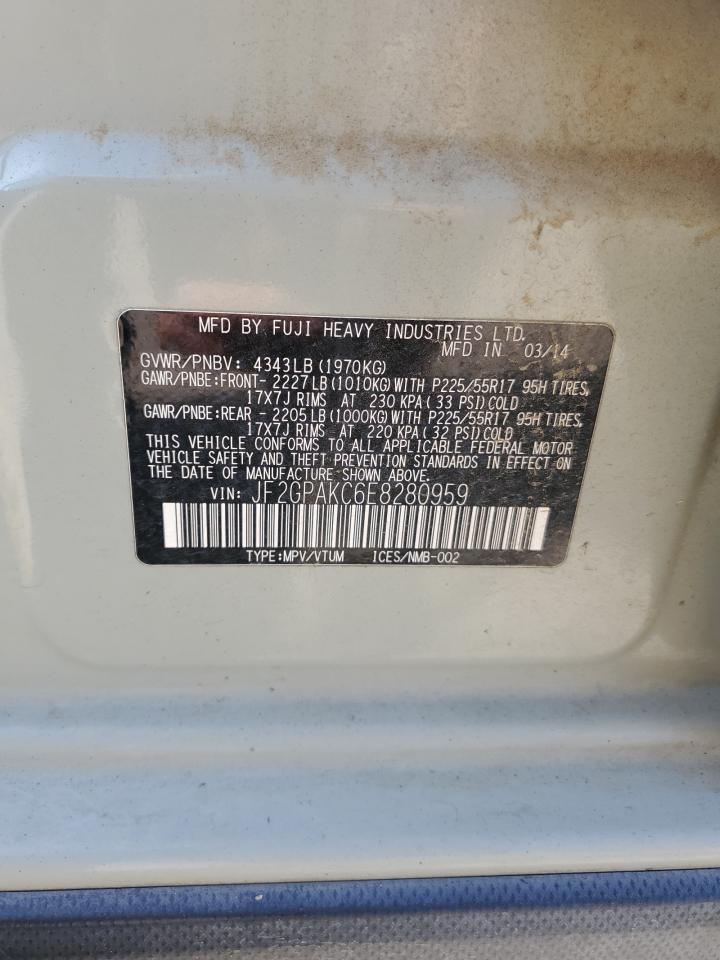 MFD BY FUJI HEAVY INDUSTRIES LTD.
MFD IN 03/14
GVWR/PNBV: 4343LB (1970KG)
GAWR/PNBE:FRONT- 2227LB (1010KG) WITH P225/55R17 95H TIRES,
17X7J RIMS AT 230 KPA ( 33 PSI) COLD
GAWR/PNBE:REAR - 2205LB (1000KG) WITH P225/55R17 95H TIRES,
17X7J RIMS AT 220 KPA ( 32 PSI) COLD
THIS VEHICLE CONFORMS TO ALL APPLICABLE FEDERAL MOTOR
VEHICLE SAFETY AND THEFT PREVENTION STANDARDS IN EFFECT ON
THE DATE OF MANUFACTURE SHOWN ABOVE.
VIN: JF2GPAKC6E8280959
TYPE:MPV/VTUM ICES/NMB-002